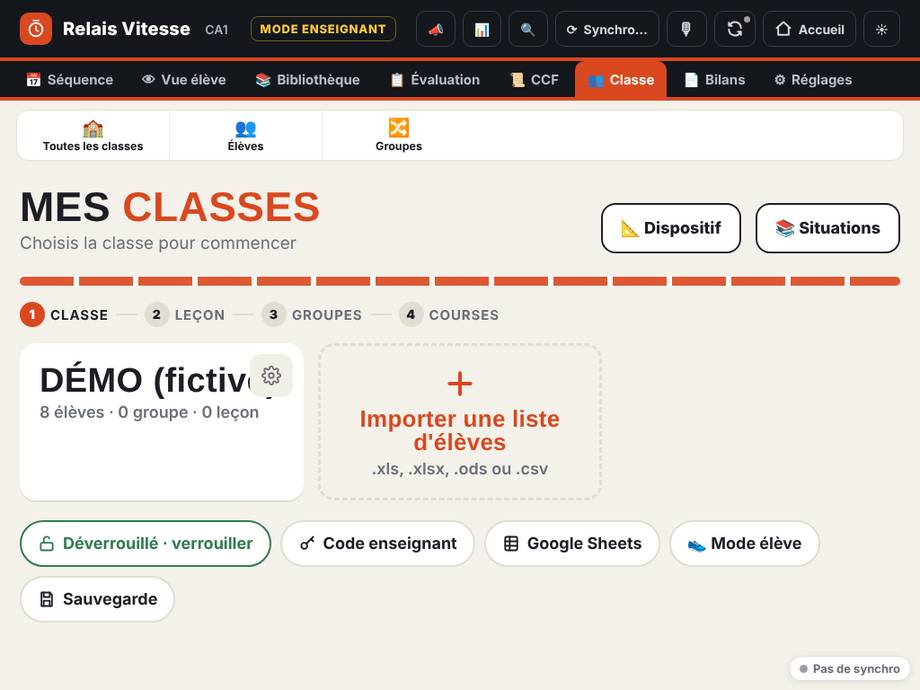 Relais Vitesse CA1 MODE ENSEIGNANT Synchro... Accueil
Séquence Vue élève Bibliothèque Évaluation CCF Classe Bilans Réglages
Toutes les classes Élèves Groupes
MES CLASSES
Choisis la classe pour commencer
Dispositif Situations
1 CLASSE 2 LEÇON 3 GROUPES 4 COURSES
DÉMO
8 élèves · 0 groupe · 0 leçon
Importer une liste
d'élèves
.xls, .xlsx, .ods ou .csv
Déverrouillé · verrouiller Code enseignant Google Sheets Mode élève
Sauvegarde
Pas de synchro